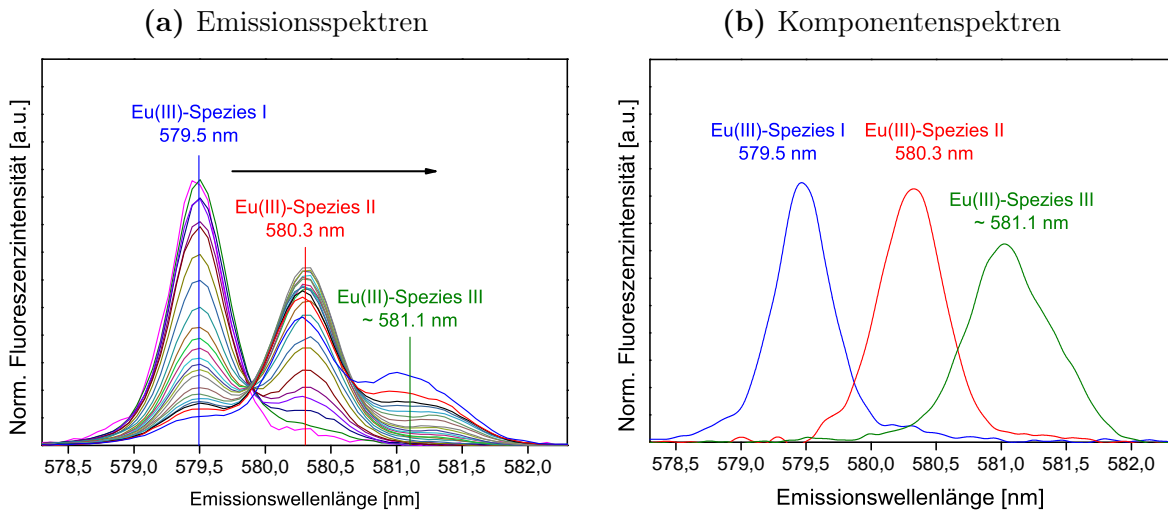 (a) Emissionsspektren
Norm. Fluoreszenzintensität [a.u.]
Eu(III)-Spezies I
579.5 nm
Eu(III)-Spezies II
580.3 nm
Eu(III)-Spezies III
~ 581.1 nm
578,5 579,0 579,5 580,0 580,5 581,0 581,5 582,0
Emissionswellenlänge [nm]
(b) Komponentenspektren
Norm. Fluoreszenzintensität [a.u.]
Eu(III)-Spezies I
579.5 nm
Eu(III)-Spezies II
580.3 nm
Eu(III)-Spezies III
~ 581.1 nm
578,5 579,0 579,5 580,0 580,5 581,0 581,5 582,0
Emissionswellenlänge [nm]